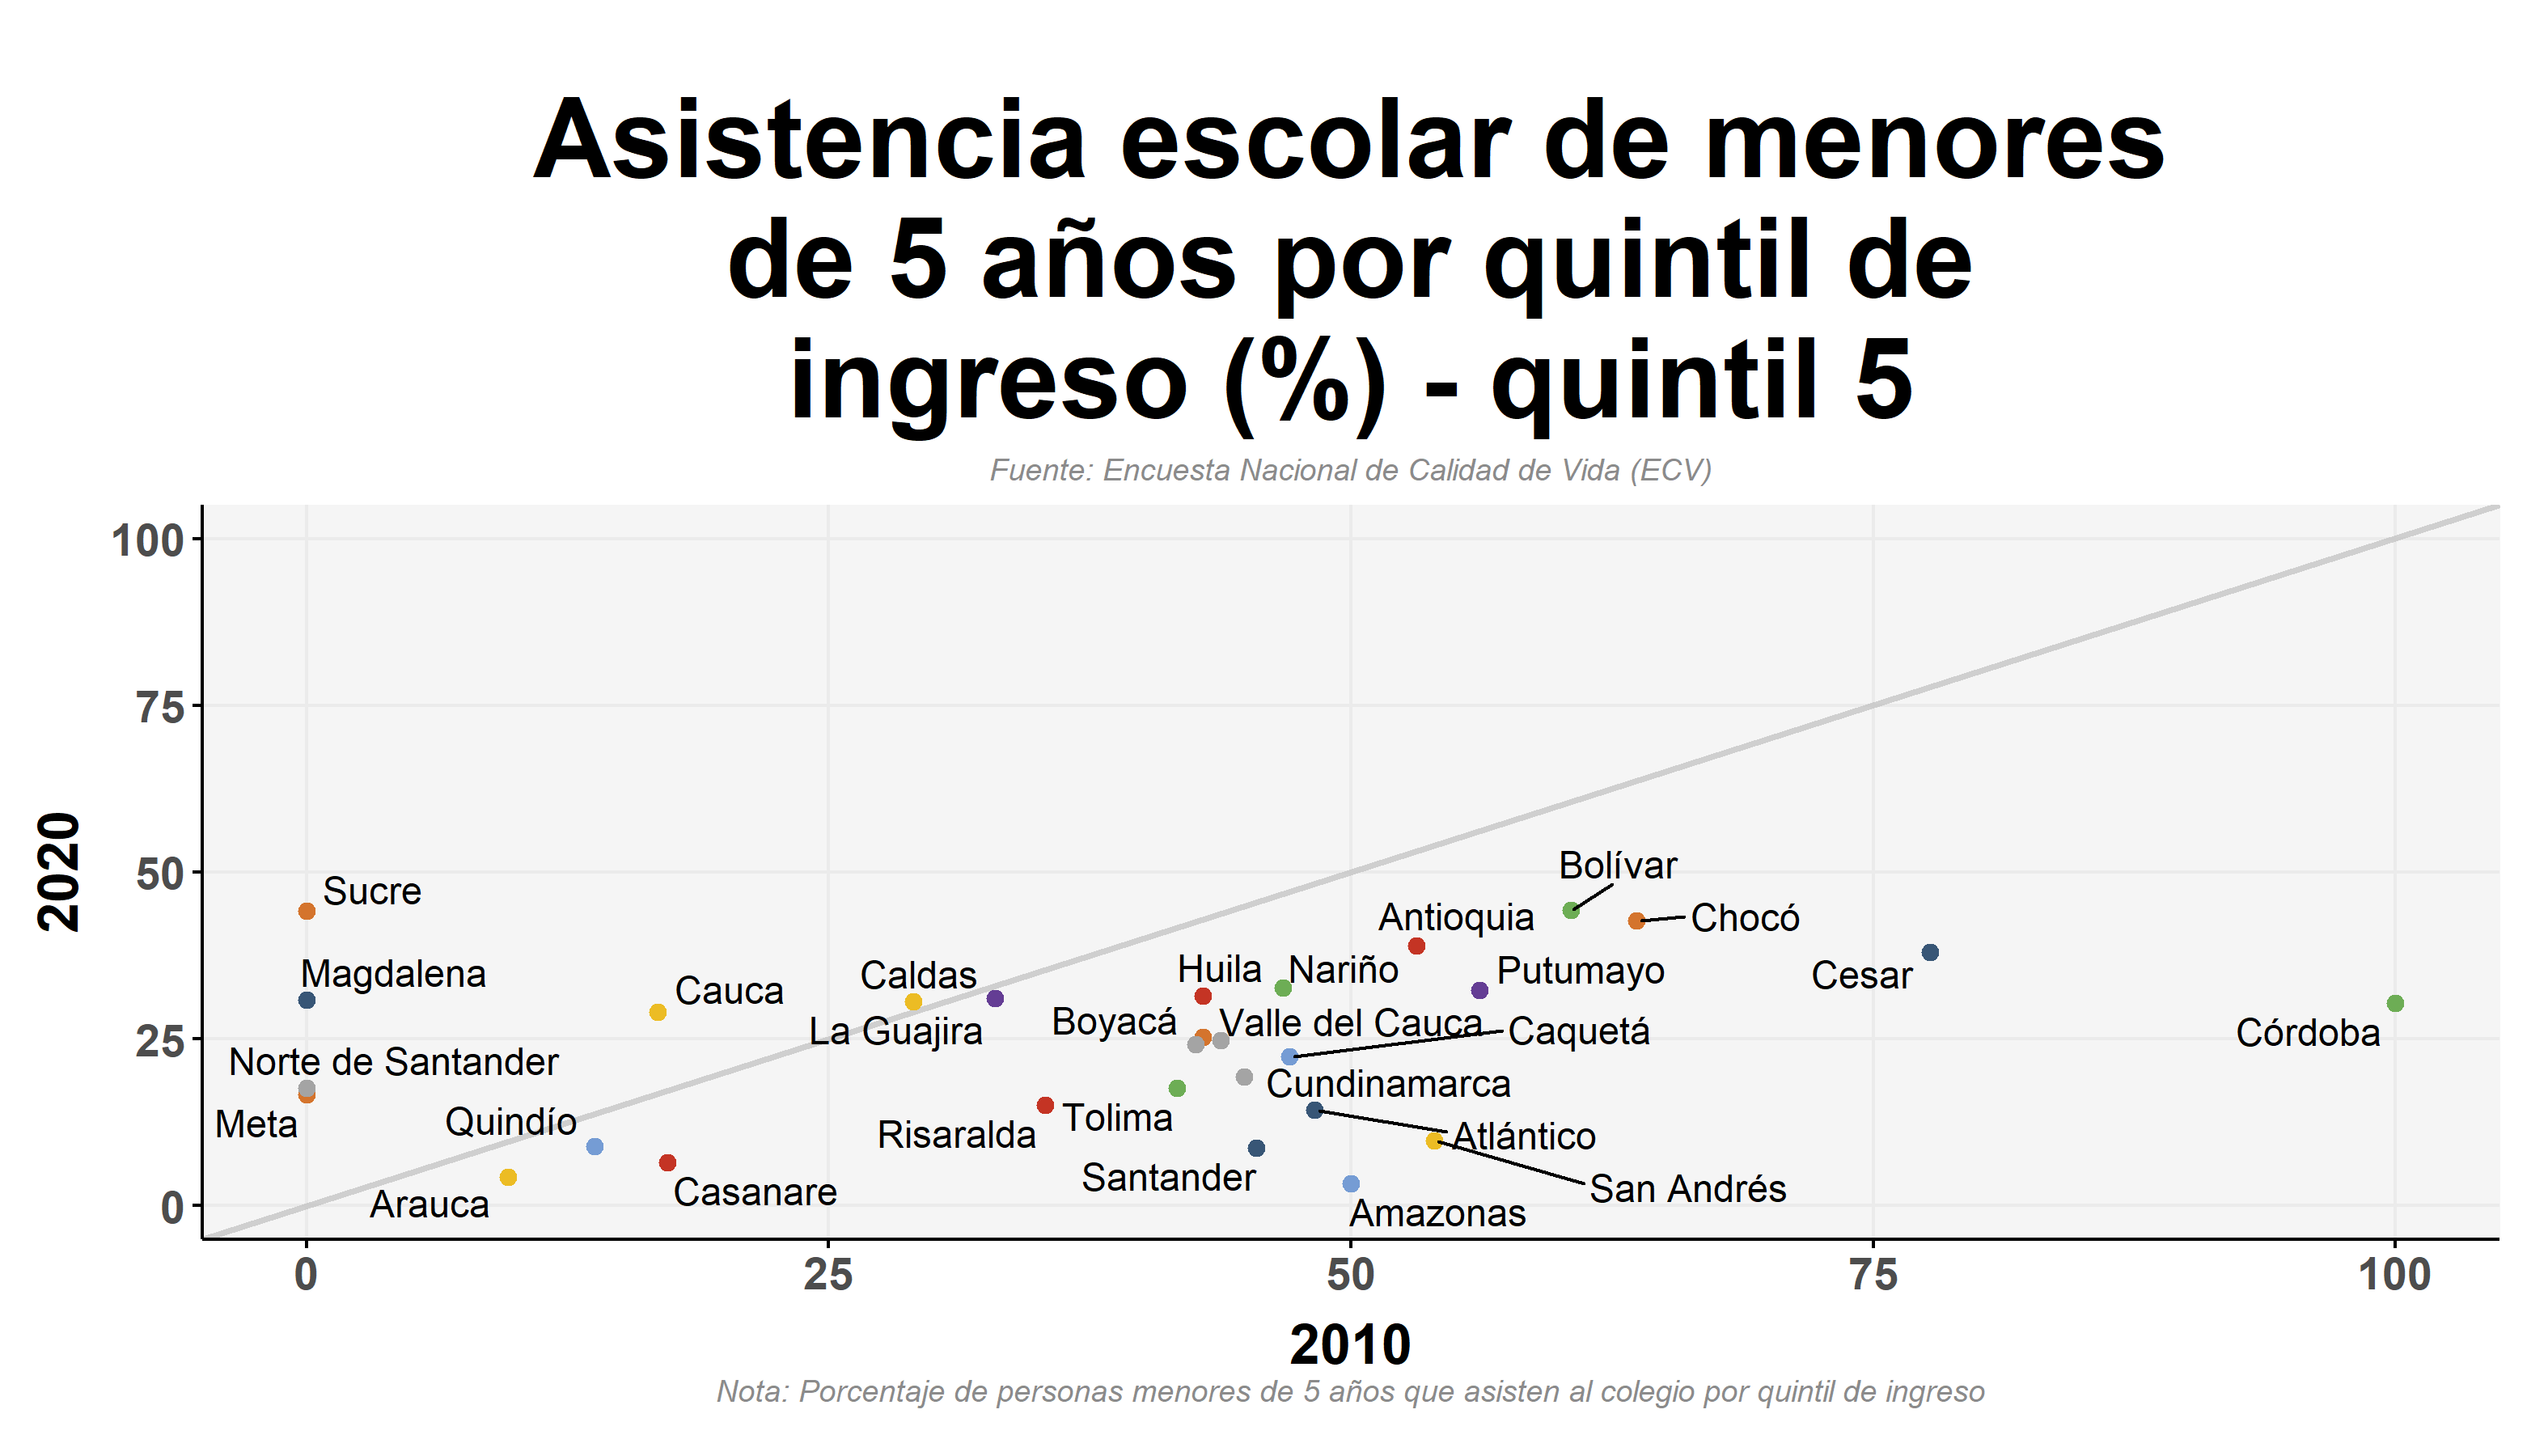 Asistencia escolar de menores
de 5 años por quintil de
ingreso (%) - quintil 5
Fuente: Encuesta Nacional de Calidad de Vida (ECV)
100
75
50
25
0
2020
Sucre
Magdalena
Norte de Santander
Meta
Quindío
Arauca
Cauca
Casanare
Caldas
La Guajira
Risaralda
Tolima
Boyacá
Huila
Nariño
Valle del Cauca
Caquetá
Cundinamarca
Santander
Atlántico
San Andrés
Amazonas
Antioquia
Putumayo
Bolívar
Chocó
Cesar
Córdoba
0
25
50
75
100
2010
Nota: Porcentaje de personas menores de 5 años que asisten al colegio por quintil de ingreso